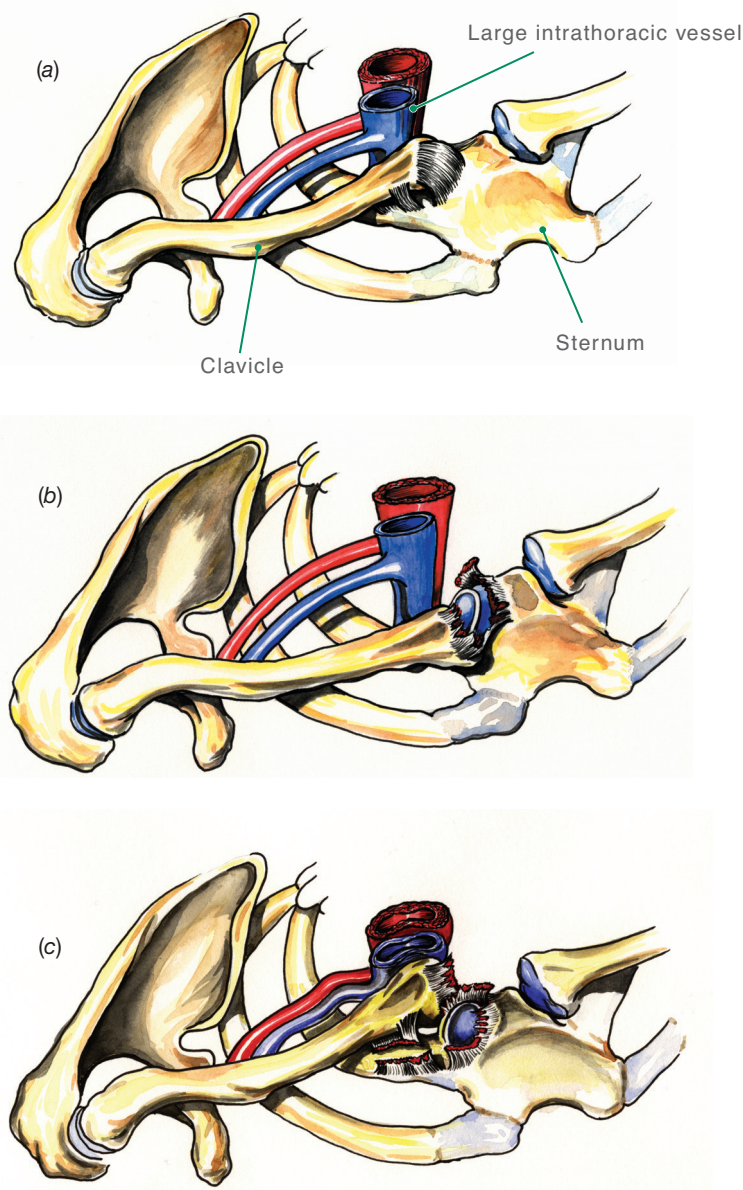 Large intrathoracic vessel
(a)
Sternum
Clavicle
(b)
(c)